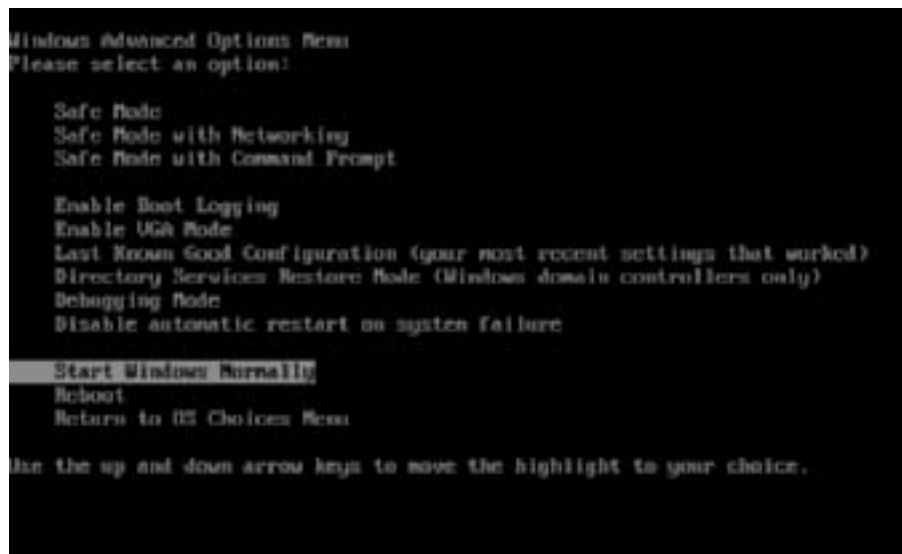 Windows Advanced Options Menu
Please select an option:
Safe Mode
Safe Mode with Networking
Safe Mode with Command Prompt
Enable Boot Logging
Enable VGA Mode
Last Known Good Configuration (your most recent settings that worked)
Directory Services Restore Mode (Windows domain controllers only)
Debugging Mode
Disable automatic restart on system failure
Start Windows Normally
Reboot
Return to OS Choices Menu
Use the up and down arrow keys to move the highlight to your choice.